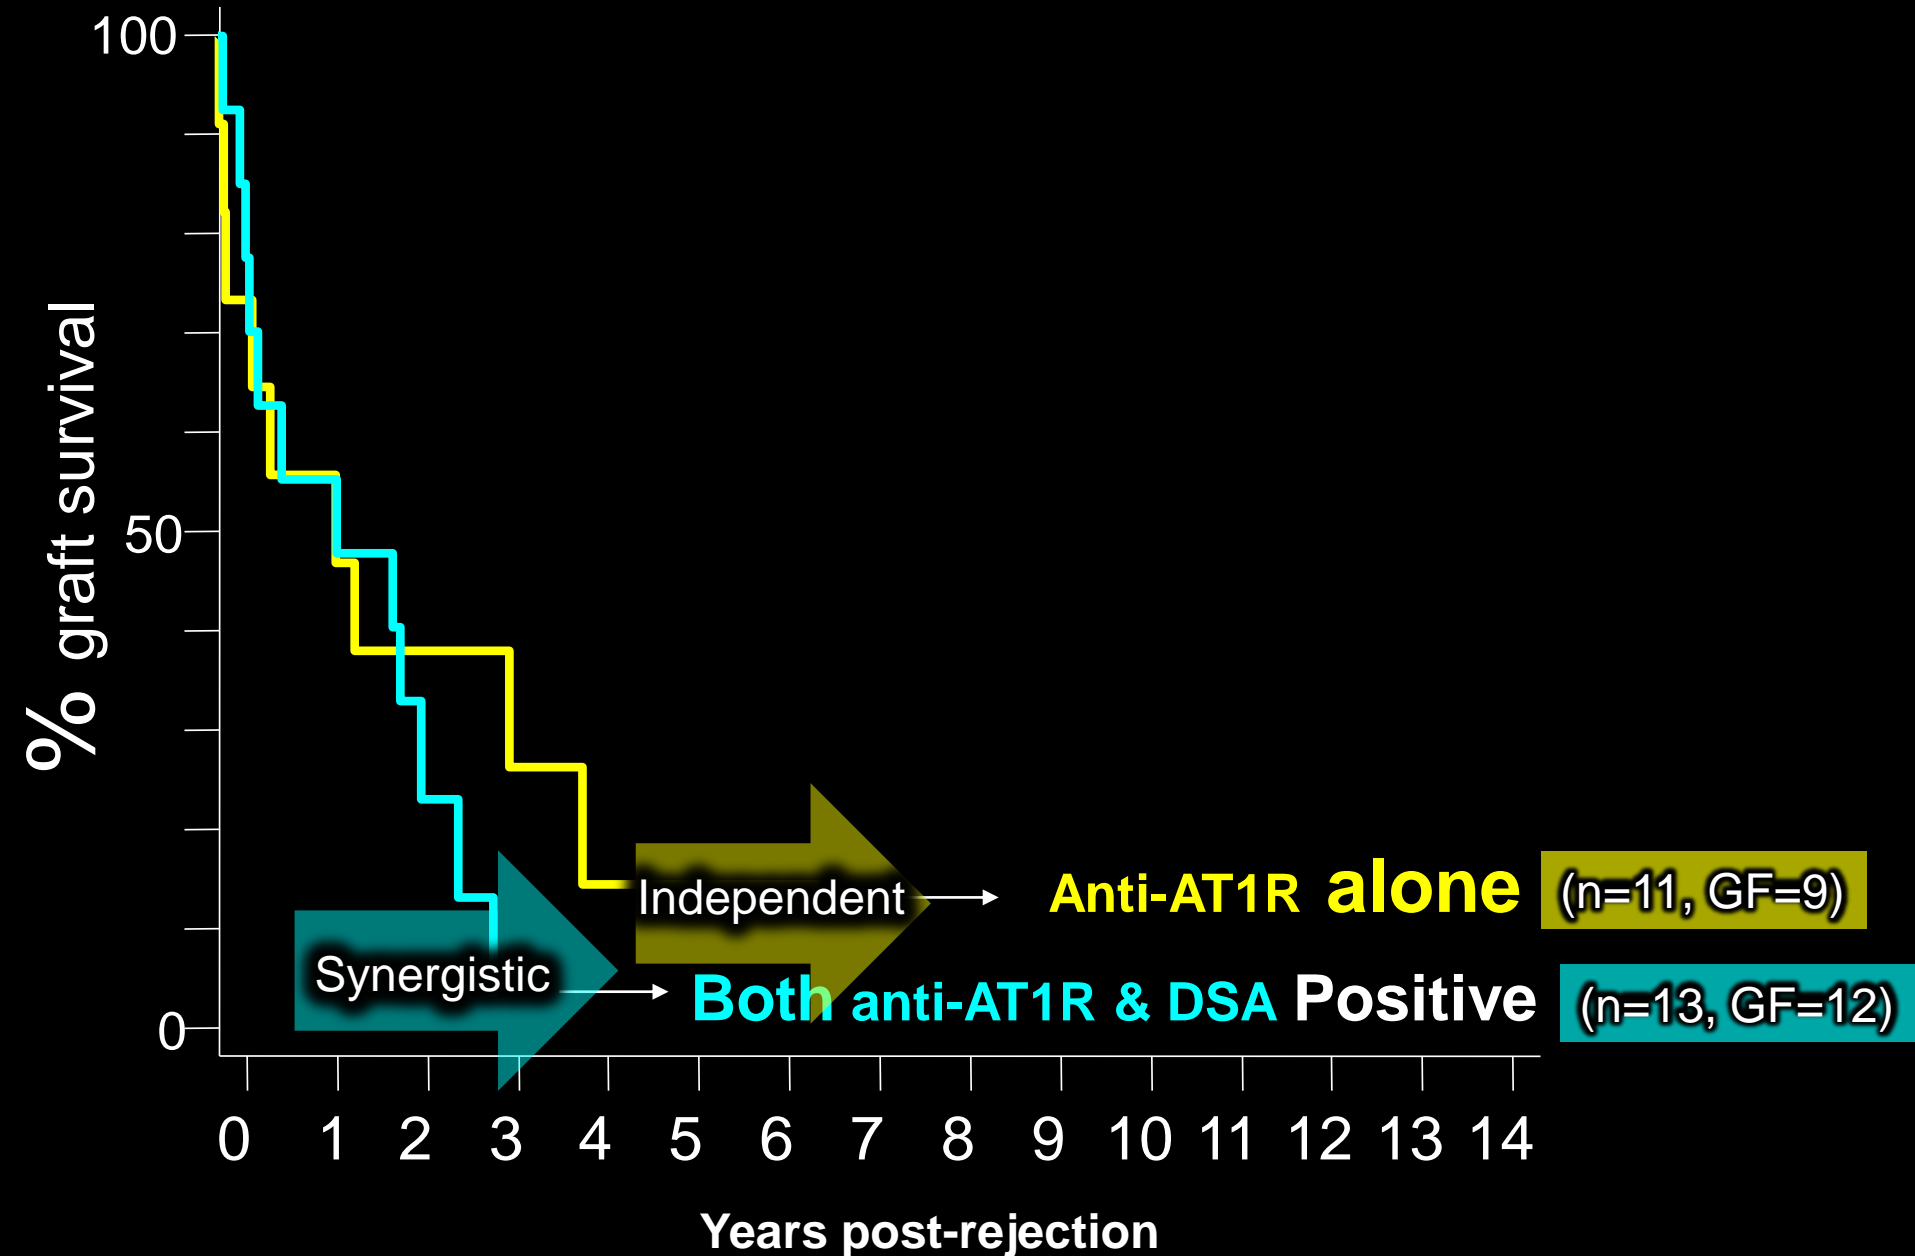 100
50
0
% graft survival
Independent
Anti-AT1R alone (n=11, GF=9)
Synergistic
Both anti-AT1R & DSA Positive (n=13, GF=12)
0 1 2 3 4 5 6 7 8 9 10 11 12 13 14
Years post-rejection